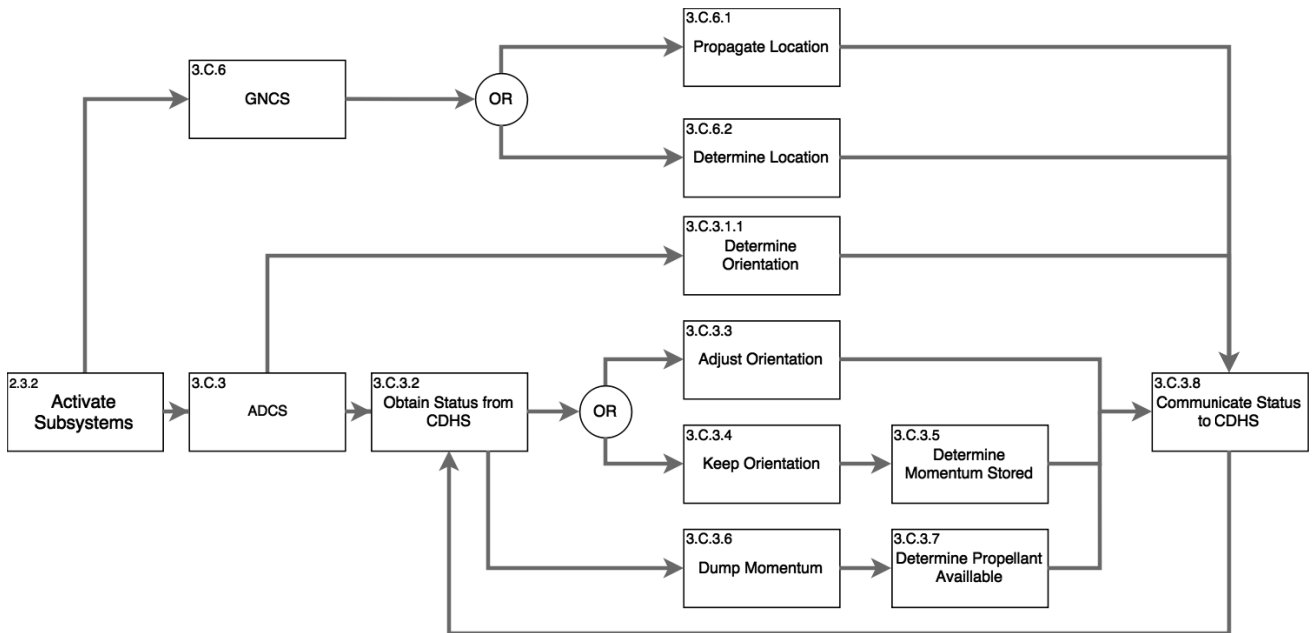 3.C.6.1
Propagate Location
3.C.6
GNCS
OR
3.C.6.2
Determine Location
3.C.3.1.1
Determine
Orientation
3.C.3.3
Adjust Orientation
2.3.2
Activate
Subsystems
3.C.3
ADCS
3.C.3.2
Obtain Status from
CDHS
OR
3.C.3.8
Communicate Status
to CDHS
3.C.3.4
Keep Orientation
3.C.3.5
Determine
Momentum Stored
3.C.3.6
Dump Momentum
3.C.3.7
Determine Propellant
Availlable